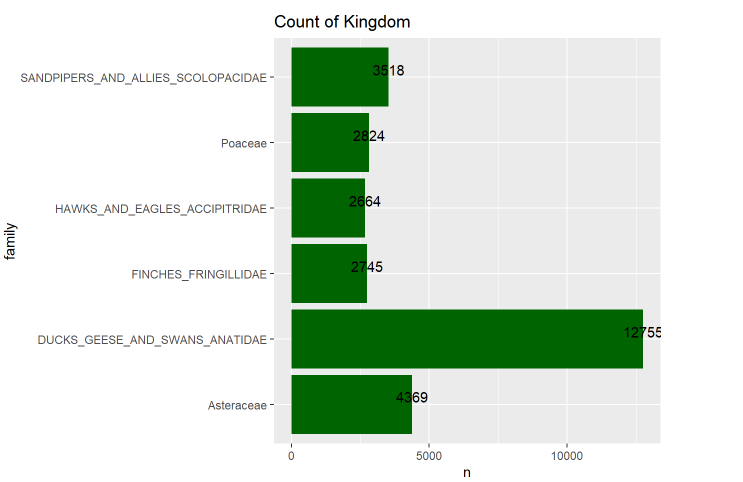 Count of Kingdom
SANDPIPERS_AND_ALLIES_SCOLOPACIDAE
3518
Poaceae
2824
HAWKS_AND_EAGLES_ACCIPITRIDAE
2664
FINCHES_FRINGILLIDAE
2745
DUCKS_GEESE_AND_SWANS_ANATIDAE
12755
Asteraceae
4369
family
0 5000 10000
n